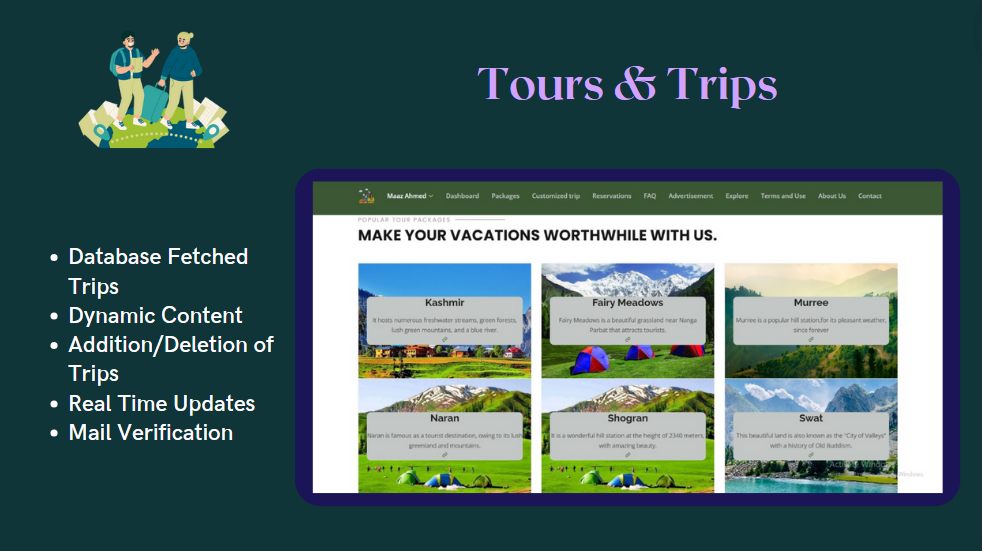 Tours & Trips
• Database Fetched
Trips
• Dynamic Content
• Addition/Deletion of
Trips
• Real Time Updates
• Mail Verification
Maaz Ahmed Dashboard Packages Customized trip Reservations FAQ Advertisement Explore Terms and Use About Us Contact
POPULAR TOUR PACKAGES
MAKE YOUR VACATIONS WORTHWHILE WITH US.
Kashmir
It hosts numerous freshwater streams, green forests,
lush green mountains, and a blue river.
Fairy Meadows
Fairy Meadows is a beautiful grassland near Nanga
Parbat that attracts tourists.
Murree
Murree is a popular hill station,for its pleasant weather,
since forever
Naran
Naran is famous as a tourist destination, owing to its lush
greenland and mountains.
Shogran
It is a wonderful hill station at the height of 2340 meters,
with amazing beauty.
Swat
This beautiful land is also known as the "City of Valleys"
with a history of Old Buddism.
Activate Windows
Windows.